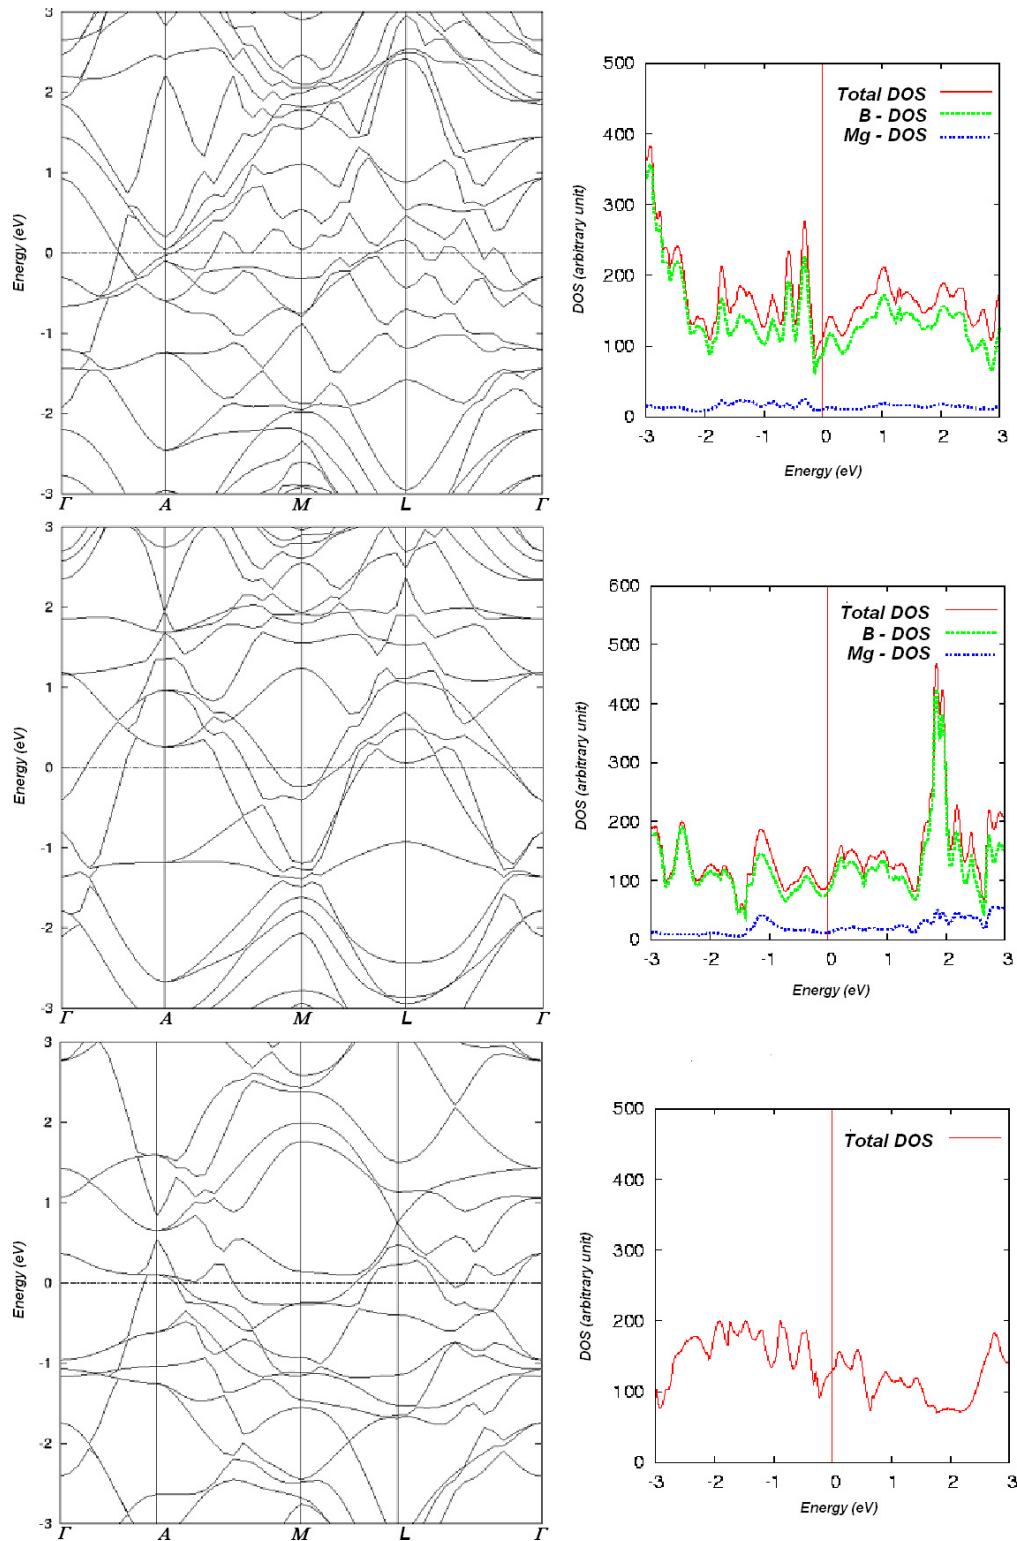 3
2
1
0
-1
-2
-3
Energy (eV)
Γ A M L Γ
500
400
300
200
100
0
DOS (arbitrary unit)
Total DOS
B - DOS
Mg - DOS
-3 -2 -1 0 1 2 3
Energy (eV)
3
2
1
0
-1
-2
-3
Energy (eV)
Γ A M L Γ
600
500
400
300
200
100
0
DOS (arbitrary unit)
Total DOS
B - DOS
Mg - DOS
-3 -2 -1 0 1 2 3
Energy (eV)
3
2
1
0
-1
-2
-3
Energy (eV)
Γ A M L Γ
500
400
300
200
100
0
DOS (arbitrary unit)
Total DOS
-3 -2 -1 0 1 2 3
Energy (eV)